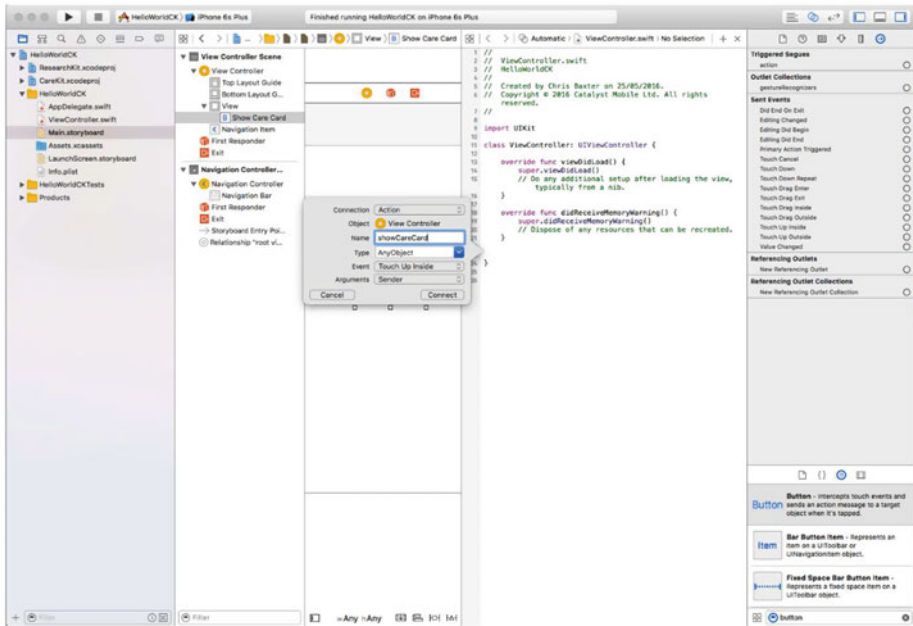 HelloWorldCK
iPhone 6s Plus
Finished running HelloWorldCK on iPhone 6s Plus
View
Show Care Card
Automatic
ViewController.swift
No Selection
HelloWorldCK
ResearchKit.xcodeproj
CareKit.xcodeproj
HelloWorldCK
AppDelegate.swift
ViewController.swift
Main.storyboard
Assets.xcassets
LaunchScreen.storyboard
Info.plist
HelloWorldCKTests
Products
Filter
View Controller Scene
View Controller
Top Layout Guide
Bottom Layout G...
View
Show Care Card
Navigation Item
First Responder
Exit
Navigation Controller...
Navigation Controller
Navigation Bar
First Responder
Exit
Storyboard Entry Poi...
Relationship "root vi...
Filter
Connection Action
Object View Controller
Name showCareCard
Type AnyObject
Event Touch Up Inside
Arguments Sender
Cancel Connect
wAny hAny
//
// ViewController.swift
// HelloWorldCK
//
// Created by Chris Baxter on 25/05/2016.
// Copyright © 2016 Catalyst Mobile Ltd. All rights
reserved.
//
import UIKit
class ViewController: UIViewController {
override func viewDidLoad() {
super.viewDidLoad()
// Do any additional setup after loading the view,
typically from a nib.
}
override func didReceiveMemoryWarning() {
super.didReceiveMemoryWarning()
// Dispose of any resources that can be recreated.
}
}
Triggered Segues
action
Outlet Collections
gestureRecognizers
Sent Events
Did End On Exit
Editing Changed
Editing Did Begin
Editing Did End
Primary Action Triggered
Touch Cancel
Touch Down
Touch Down Repeat
Touch Drag Enter
Touch Drag Exit
Touch Drag Inside
Touch Drag Outside
Touch Up Inside
Touch Up Outside
Value Changed
Referencing Outlets
New Referencing Outlet
Referencing Outlet Collections
New Referencing Outlet Collection
Button
Button - Intercepts touch events and
sends an action message to a target
object when it's tapped.
Item
Bar Button Item - Represents an
item on a UIToolbar or
UINavigationItem object.
Fixed Space Bar Button Item -
Represents a fixed space item on a
UIToolbar object.
button